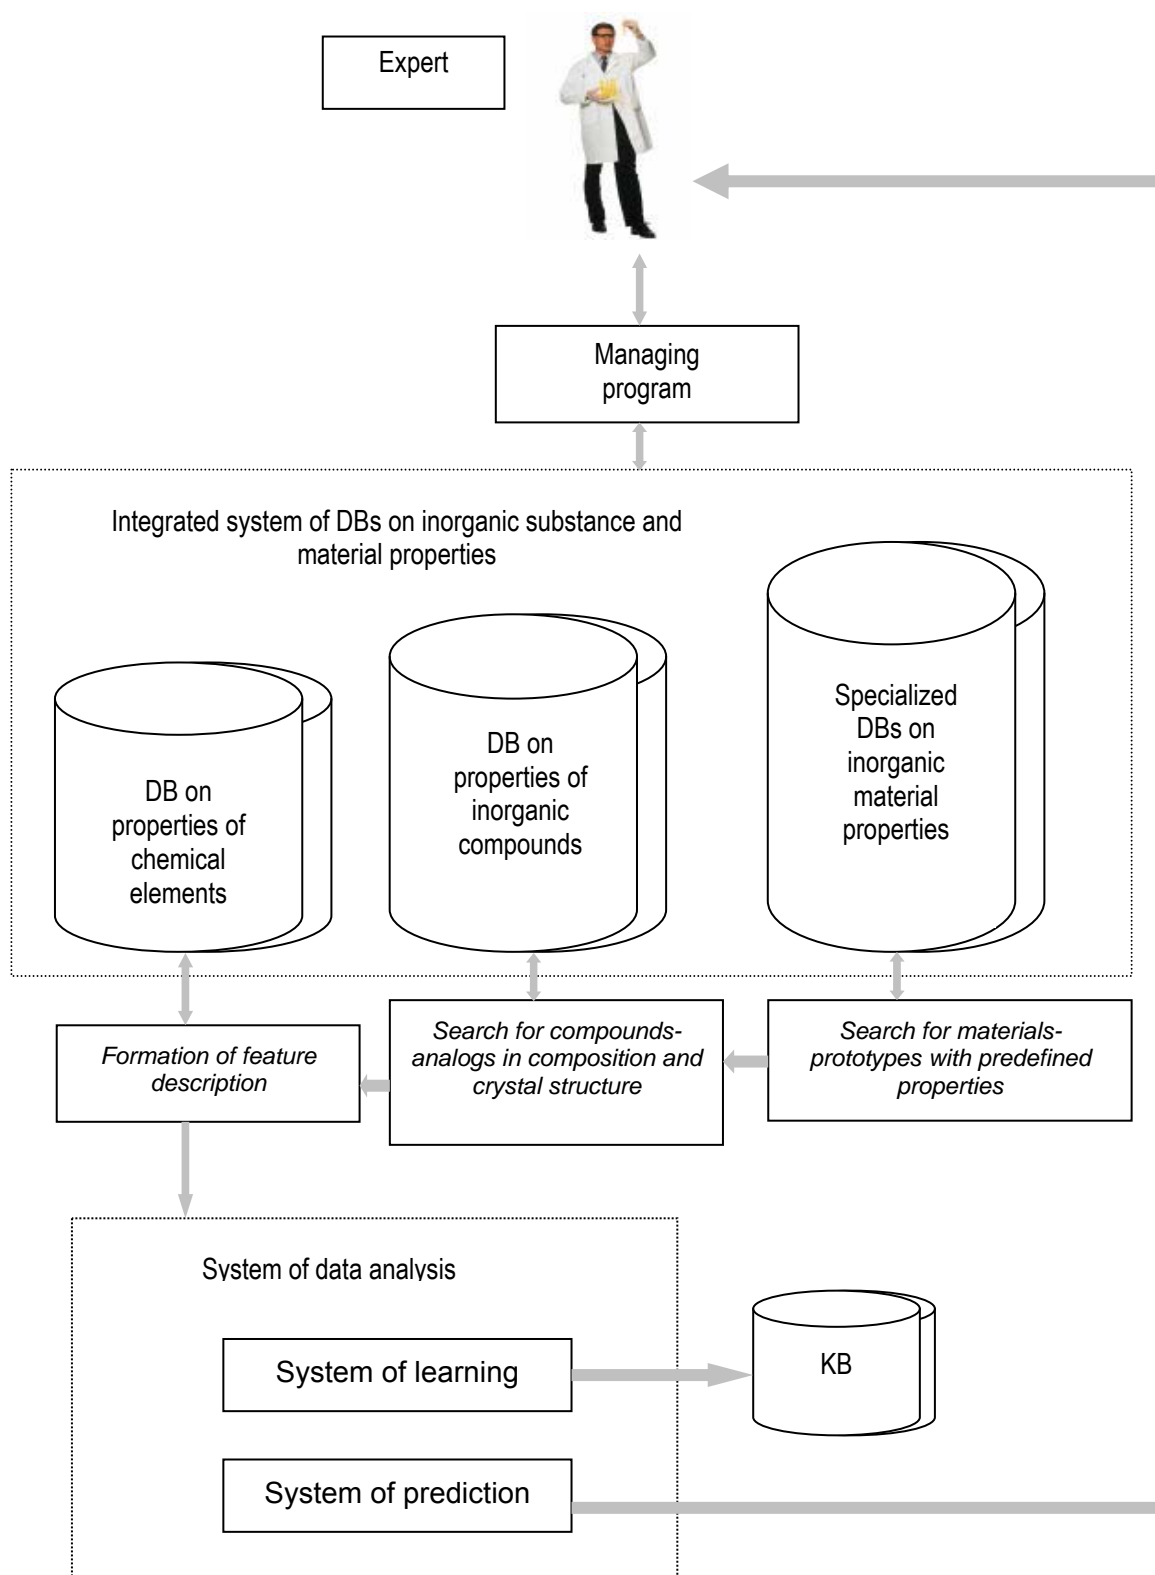 Expert
Managing
program
Integrated system of DBs on inorganic substance and
material properties
DB on
properties of
chemical
elements
DB on
properties of
inorganic
compounds
Specialized
DBs on
inorganic
material
properties
Formation of feature
description
Search for compounds-
analogs in composition and
crystal structure
Search for materials-
prototypes with predefined
properties
System of data analysis
System of learning
KB
System of prediction